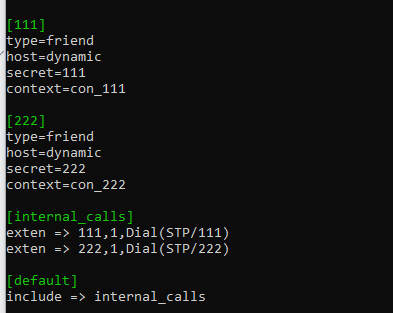 [111]
type=friend
host=dynamic
secret=111
context=con_111
[222]
type=friend
host=dynamic
secret=222
context=con_222
[internal_calls]
exten => 111,1,Dial(STP/111)
exten => 222,1,Dial(STP/222)
[default]
include => internal_calls